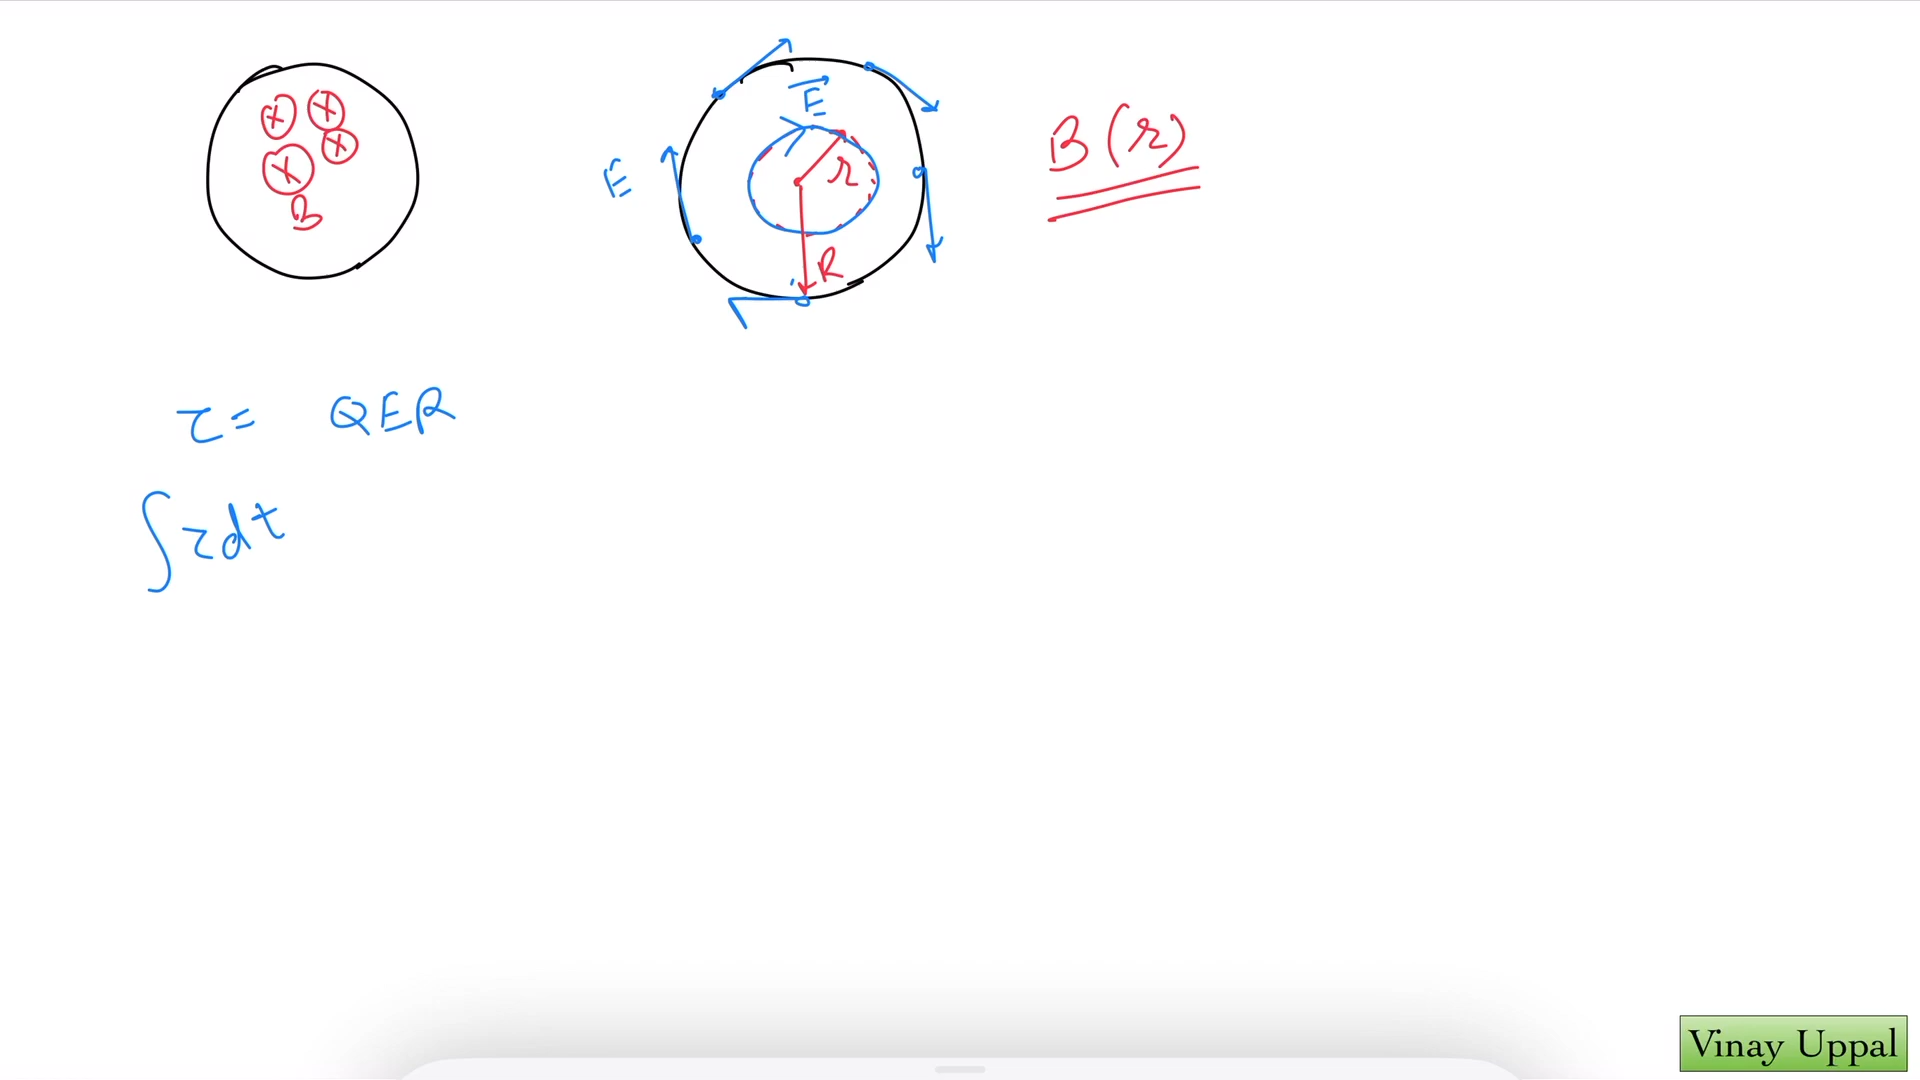 X X
X X
B
E
E
r
R
B(r)
τ = QER
∫τdt
Vinay Uppal